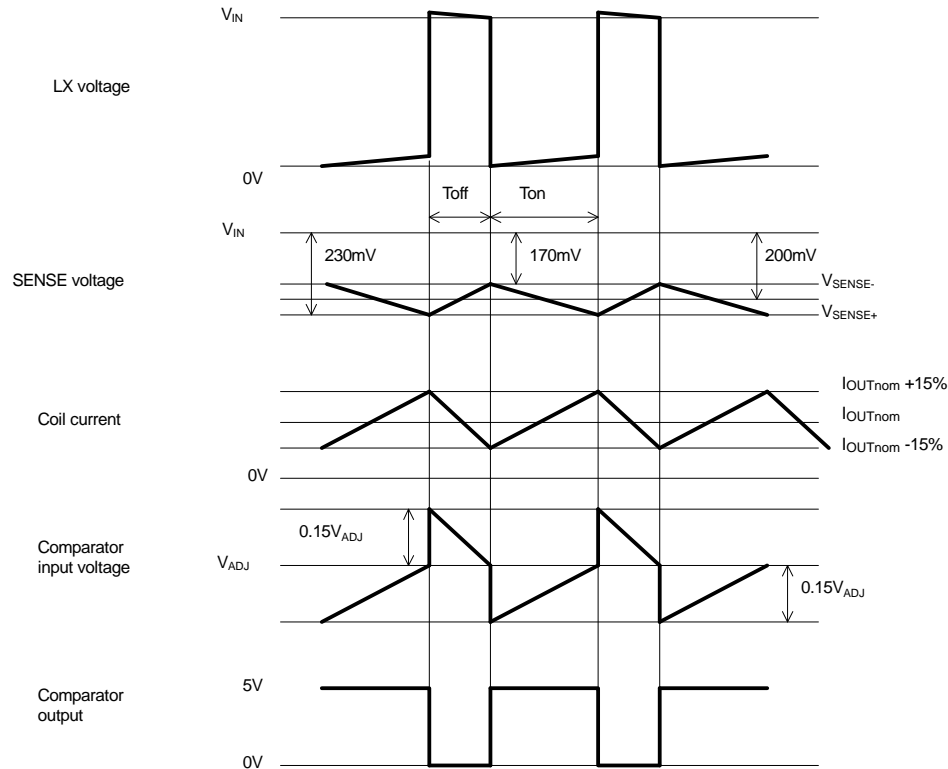 VIN
LX voltage
0V
Toff
Ton
VIN
230mV
170mV
200mV
SENSE voltage
VSENSE-
VSENSE+
IOUTnom +15%
Coil current
IOUTnom
IOUTnom -15%
0V
0.15VADJ
Comparator
input voltage
VADJ
0.15VADJ
5V
Comparator
output
0V